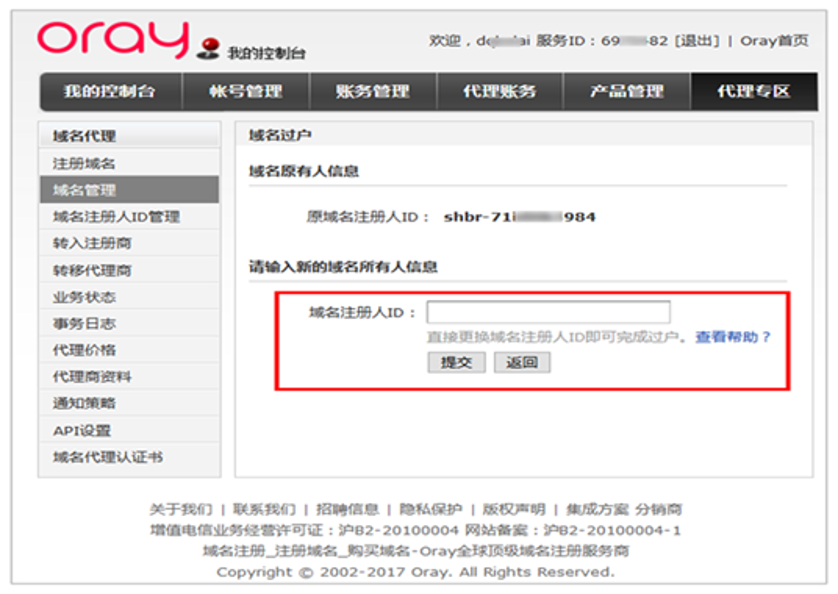 oray 我的控制台
欢迎，d ai 服务ID：69 82 [退出] | Oray首页
我的控制台 帐号管理 账务管理 代理账务 产品管理 代理专区
域名代理
注册域名
域名管理
域名注册人ID管理
转入注册商
转移代理商
业务状态
事务日志
代理价格
代理商资料
通知策略
API设置
域名代理认证书
域名过户
域名原有人信息
原域名注册人ID： shbr-71 984
请输入新的域名所有人信息
域名注册人ID：
直接更换域名注册人ID即可完成过户。查看帮助？
提交 返回
关于我们 | 联系我们 | 招聘信息 | 隐私保护 | 版权声明 | 集成方案 分销商
增值电信业务经营许可证：沪B2-20100004 网站备案：沪B2-20100004-1
域名注册_注册域名_购买域名-Oray全球顶级域名注册服务商
Copyright © 2002-2017 Oray. All Rights Reserved.